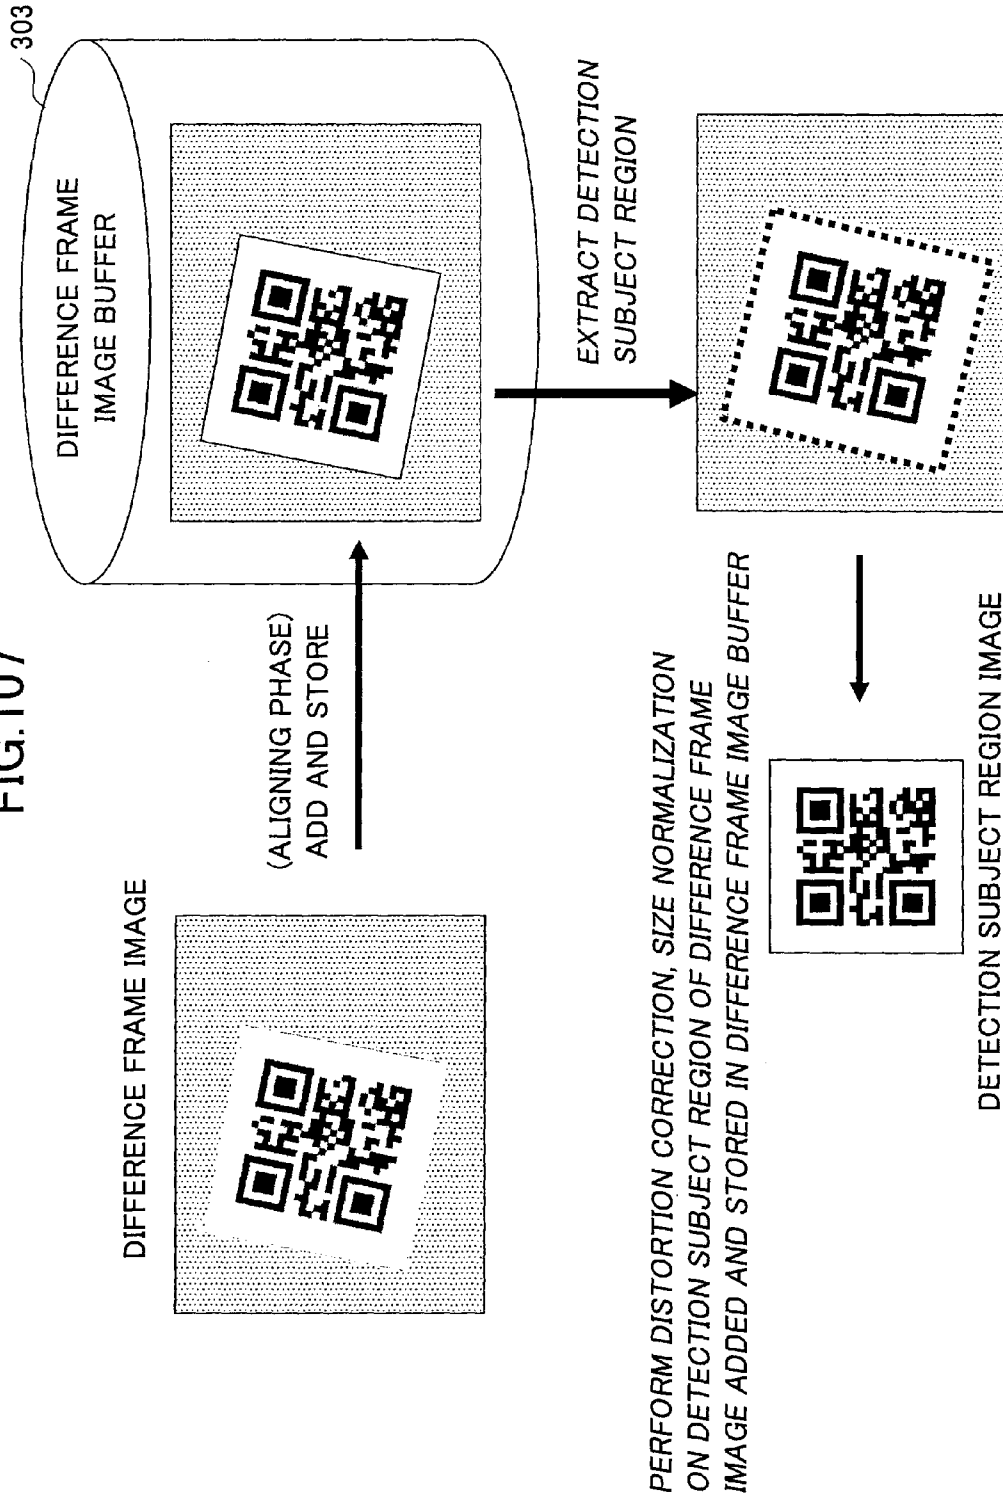 FIG.107
DIFFERENCE FRAME IMAGE
(ALIGNING PHASE)
ADD AND STORE
303
DIFFERENCE FRAME
IMAGE BUFFER
EXTRACT DETECTION
SUBJECT REGION
PERFORM DISTORTION CORRECTION, SIZE NORMALIZATION
ON DETECTION SUBJECT REGION OF DIFFERENCE FRAME
IMAGE ADDED AND STORED IN DIFFERENCE FRAME IMAGE BUFFER
DETECTION SUBJECT REGION IMAGE